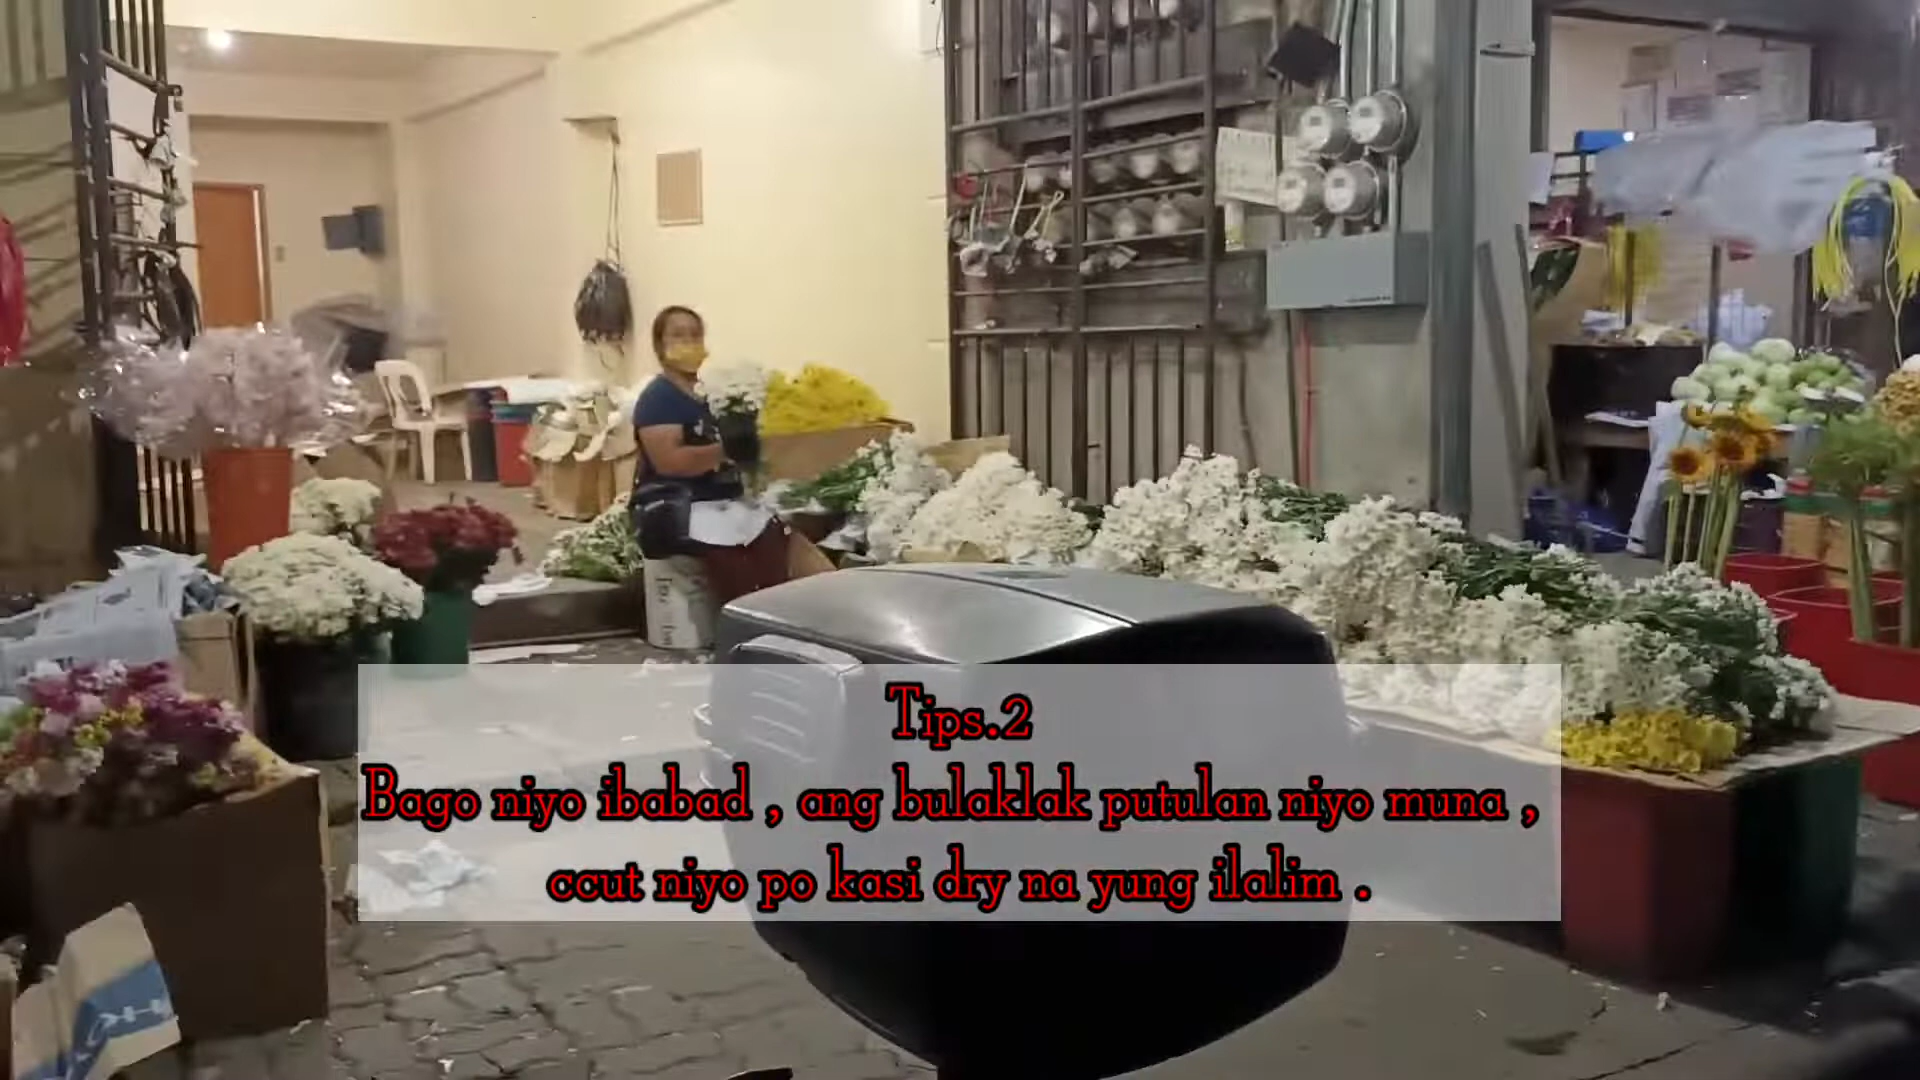 Tips.2
Bago niyo ibabad , ang bulaklak putulan niyo muna ,
ccut niyo po kasi dry na yung ilalim .